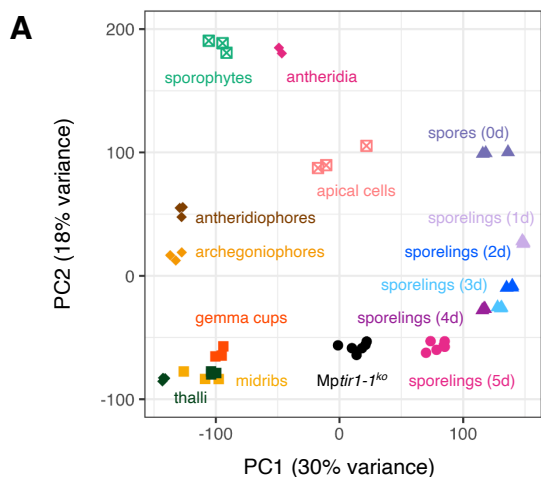 A
200
sporophytes
antheridia
spores (0d)
100
apical cells
antheridiophores
sporelings (1d)
archegoniophores
sporelings (2d)
0
sporelings (3d)
gemma cups
sporelings (4d)
midribs
Mptir1-1ko
sporelings (5d)
thalli
-100
-100
0
100
PC1 (30% variance)
PC2 (18% variance)